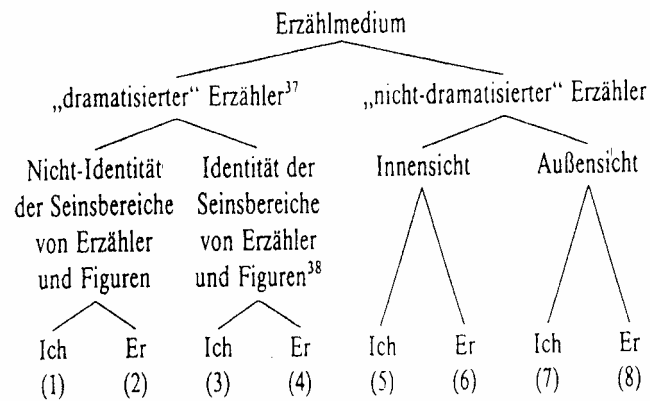 Erzählmedium
„dramatisierter“ Erzähler³⁷ „nicht-dramatisierter“ Erzähler
Nicht-Identität Identität der Innensicht Außensicht
der Seinsbereiche Seinsbereiche
von Erzähler von Erzähler
und Figuren und Figuren³⁸
Ich Er Ich Er Ich Er Ich Er
(1) (2) (3) (4) (5) (6) (7) (8)